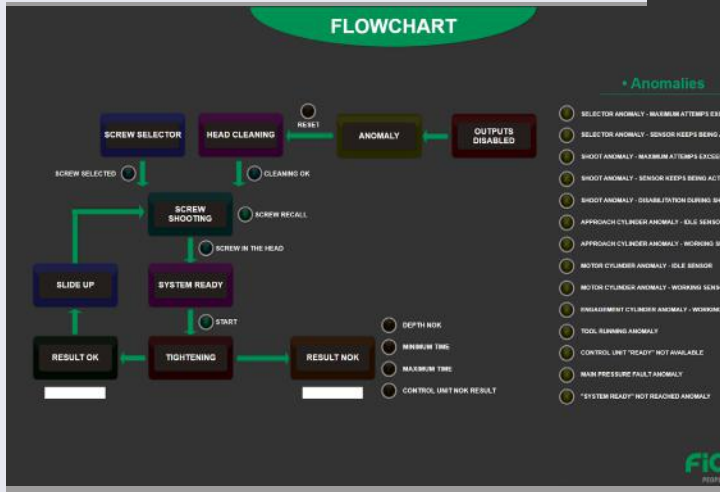 FLOWCHART
• Anomalies
RESET
SCREW SELECTOR
HEAD CLEANING
ANOMALY
OUTPUTS
DISABLED
SCREW SELECTED
CLEANING OK
SCREW
SHOOTING
SCREW RECALL
SCREW IN THE HEAD
SLIDE UP
SYSTEM READY
START
RESULT OK
TIGHTENING
RESULT NOK
DEPTH NOK
MINIMUM TIME
MAXIMUM TIME
CONTROL UNIT NOK RESULT
SELECTOR ANOMALY - MAXIMUM ATTEMPS
SELECTOR ANOMALY - SENSOR KEEPS BEING
SHOOT ANOMALY - MAXIMUM ATTEMPS EXCEE
SHOOT ANOMALY - SENSOR KEEPS BEING ACT
SHOOT ANOMALY - DISABILITATION DURING
APPROACH CYLINDER ANOMALY - IDLE SENSO
APPROACH CYLINDER ANOMALY - WORKING
MOTOR CYLINDER ANOMALY - IDLE SENSOR
MOTOR CYLINDER ANOMALY - WORKING
ENGAGEMENT CYLINDER ANOMALY - WORKING
TOOL RUNNING ANOMALY
CONTROL UNIT "READY" NOT AVAILABLE
MAIN PRESSURE FAULT ANOMALY
"SYSTEM READY" NOT REACHED ANOMALY